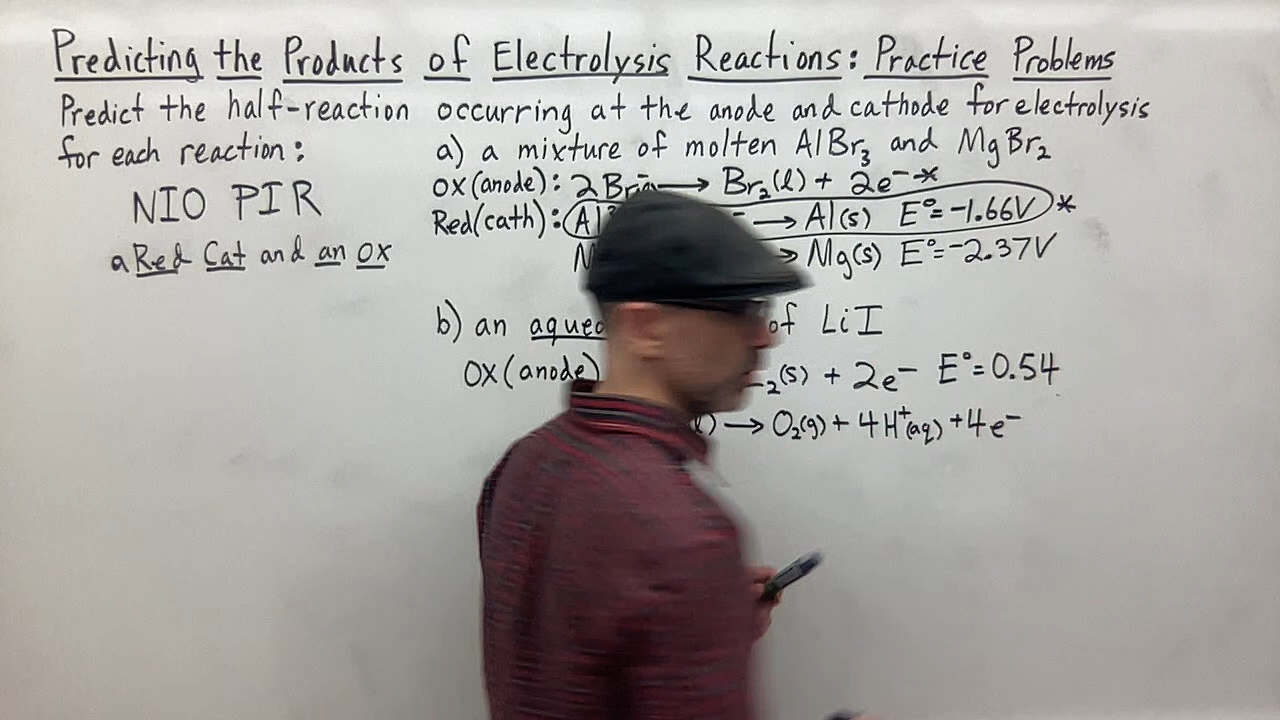 Predicting the Products of Electrolysis Reactions: Practice Problems
Predict the half-reaction occurring at the anode and cathode for electrolysis
for each reaction:
a) a mixture of molten AlBr₃ and MgBr₂
NIO PIR
a Red Cat and an Ox
Ox(anode): 2Br⁻ → Br₂(l) + 2e⁻ *
Red(cath): Al → Al(s) E°=-1.66V *
→ Mg(s) E°=-2.37V
b) an of LiI
Ox(anode) ₂(s) + 2e⁻ E°=0.54
→ O₂(g) + 4H⁺(aq) + 4e⁻